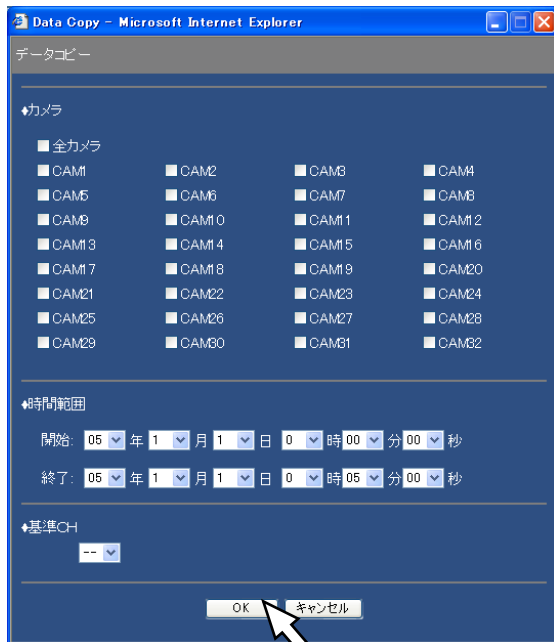 Data Copy - Microsoft Internet Explorer
データコピー
♦カメラ
全カメラ
CAM1 CAM2 CAM3 CAM4
CAM5 CAM6 CAM7 CAM8
CAM9 CAM10 CAM11 CAM12
CAM13 CAM14 CAM15 CAM16
CAM17 CAM18 CAM19 CAM20
CAM21 CAM22 CAM23 CAM24
CAM25 CAM26 CAM27 CAM28
CAM29 CAM30 CAM31 CAM32
♦時間範囲
開始: 05 年 1 月 1 日 0 時 00 分 00 秒
終了: 05 年 1 月 1 日 0 時 05 分 00 秒
♦基準CH
--
OK キャンセル